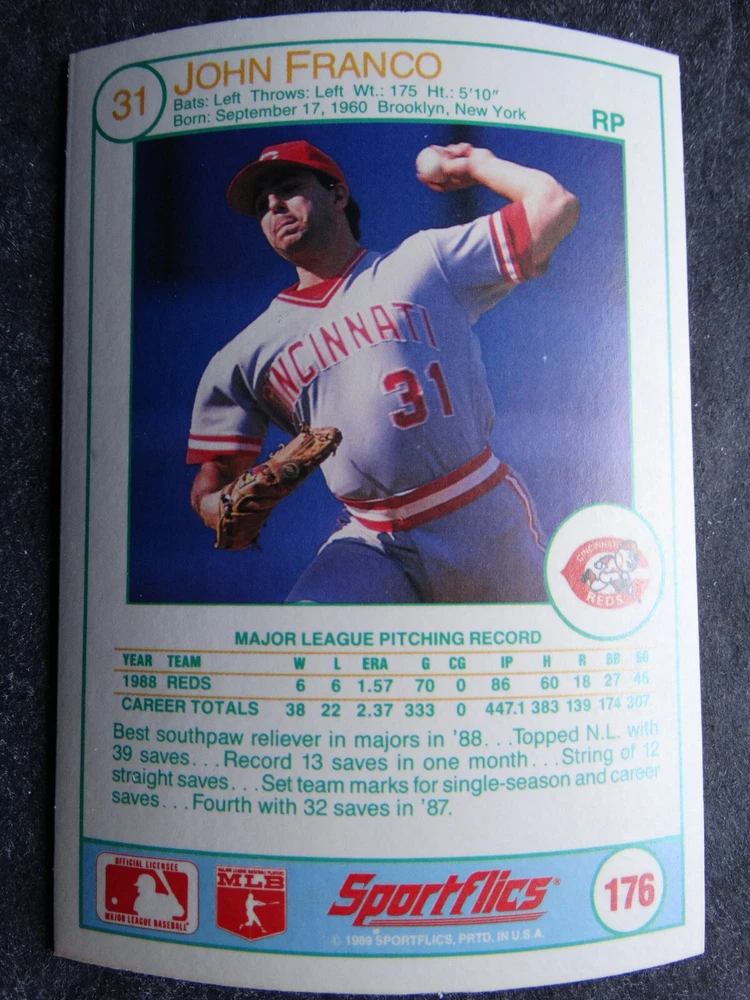 31
JOHN FRANCO
Bats: Left Throws: Left Wt.: 175 Ht.: 5'10"
Born: September 17, 1960 Brooklyn, New York
RP
CINCINNATI
31
CINCINNATI
REDS
MAJOR LEAGUE PITCHING RECORD
YEAR TEAM W L ERA G CG IP H R BB SO
1988 REDS 6 6 1.57 70 0 86 60 18 27 46
CAREER TOTALS 38 22 2.37 333 0 447.1 383 139 174 307
Best southpaw reliever in majors in '88...Topped N.L. with
39 saves...Record 13 saves in one month...String of 12
straight saves...Set team marks for single-season and career
saves...Fourth with 32 saves in '87.
OFFICIAL LICENSEE
MAJOR LEAGUE BASEBALL
MAJOR LEAGUE BASEBALL PLAYERS
MLB
Sportflics®
© 1989 SPORTFLICS, PRTD. IN U.S.A.
176